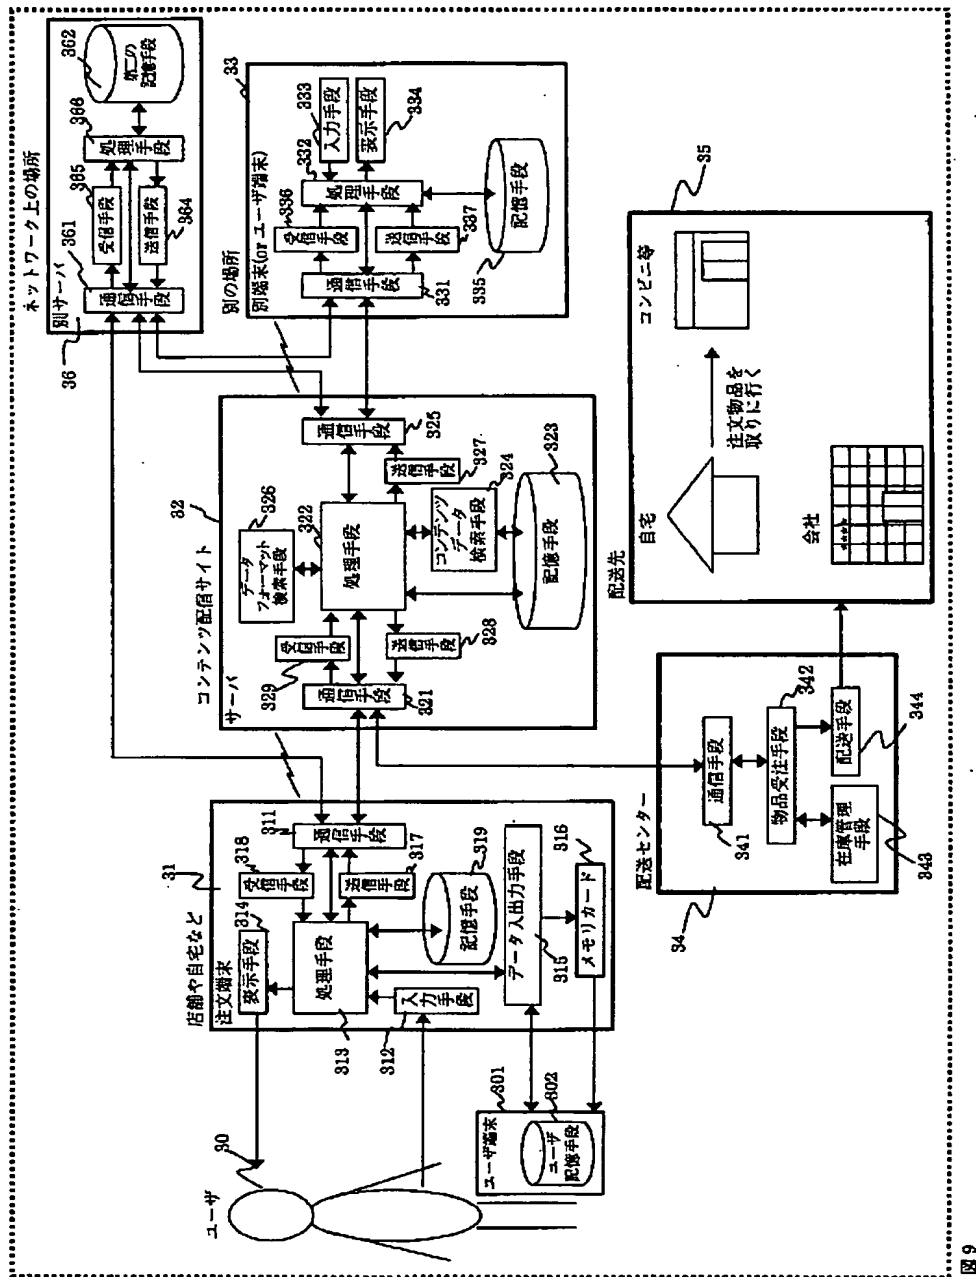 ユーザ
30
ユーザ端末
301
302
ユーザ
記憶手段
店舗や自宅など
注文端末
31
表示手段
314
受信手段
318
通信手段
311
処理手段
313
送信手段
317
入力手段
312
記憶手段
319
データ入出力手段
315
メモリカード
316
コンテンツ配信サイト
サーバ
32
データ
フォーマット
検索手段
326
受信手段
329
通信手段
321
処理手段
322
送信手段
328
通信手段
325
送信手段
327
コンテンツ
データ
検索手段
324
記憶手段
323
ネットワーク上の場所
別サーバ
36
通信手段
361
受信手段
365
送信手段
364
処理手段
366
第二の
記憶手段
362
別の場所
別端末(orユーザ端末)
33
通信手段
331
受信手段
336
送信手段
337
処理手段
332
入力手段
333
表示手段
334
記憶手段
335
配送センター
34
通信手段
341
物品受注手段
342
在庫管理
手段
343
配送手段
344
配送先
35
自宅
注文物品を
取りに行く
コンビニ等
会社
図9